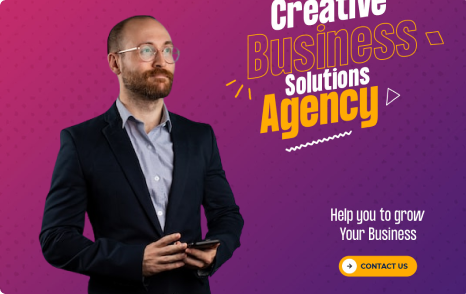 Creative
Business
Solutions
Agency
Help you to grow
Your Business
CONTACT US